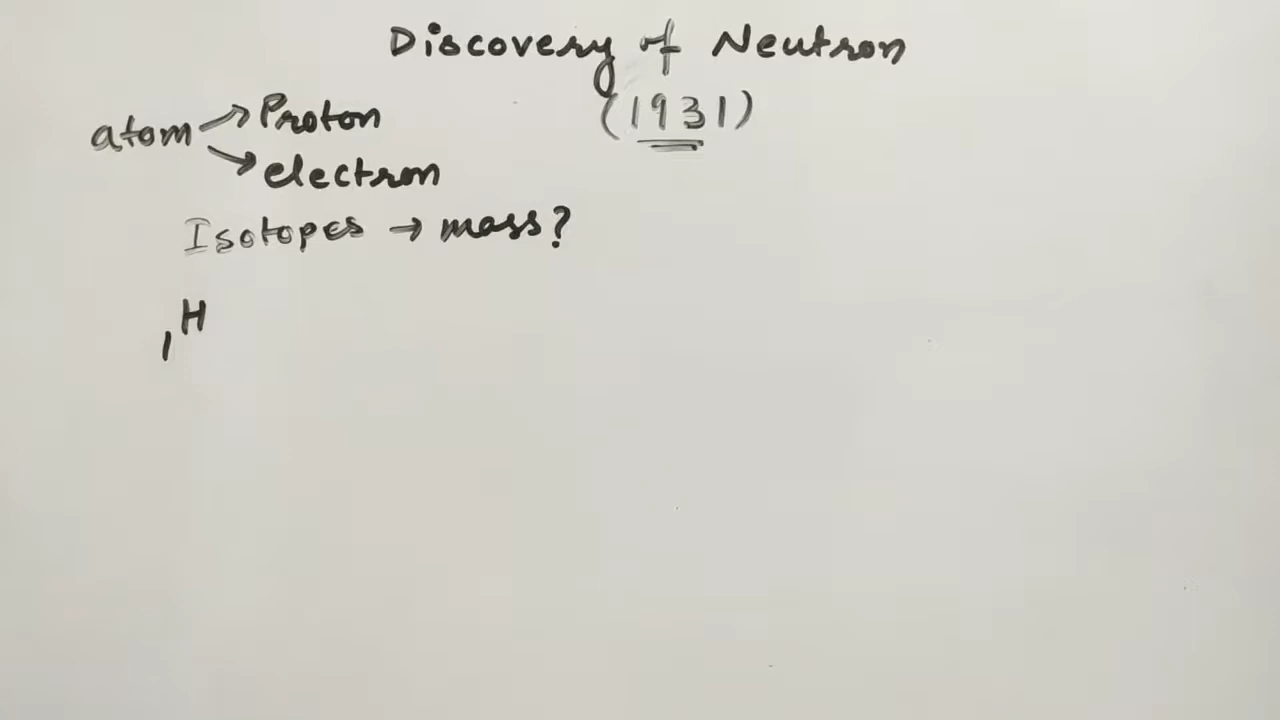 Discovery of Neutron
(1931)
atom → Proton
→ electron
Isotopes → mass?
₁H